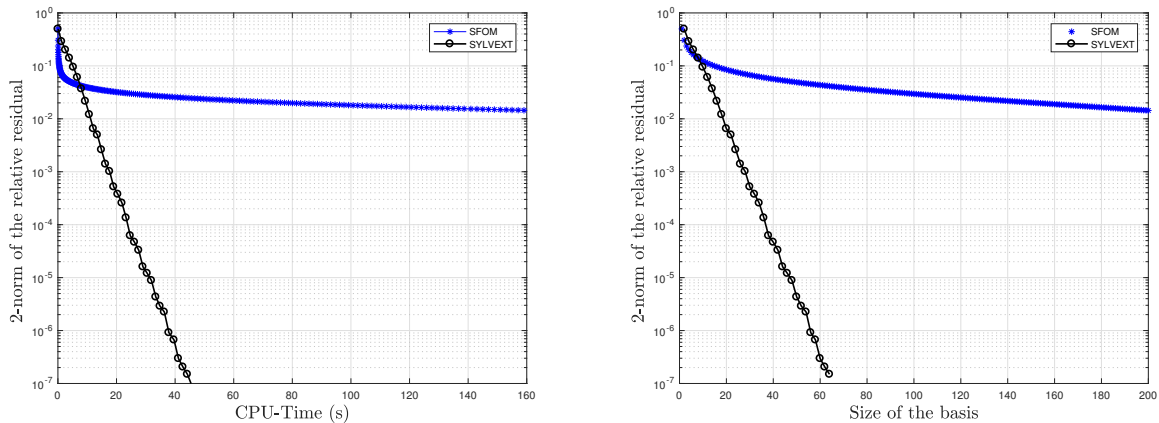 10^0
10^-1
10^-2
10^-3
10^-4
10^-5
10^-6
10^-7
2-norm of the relative residual
SFOM
SYLVEXT
0 20 40 60 80 100 120 140 160
CPU-Time (s)
10^0
10^-1
10^-2
10^-3
10^-4
10^-5
10^-6
10^-7
2-norm of the relative residual
SFOM
SYLVEXT
0 20 40 60 80 100 120 140 160 180 200
Size of the basis